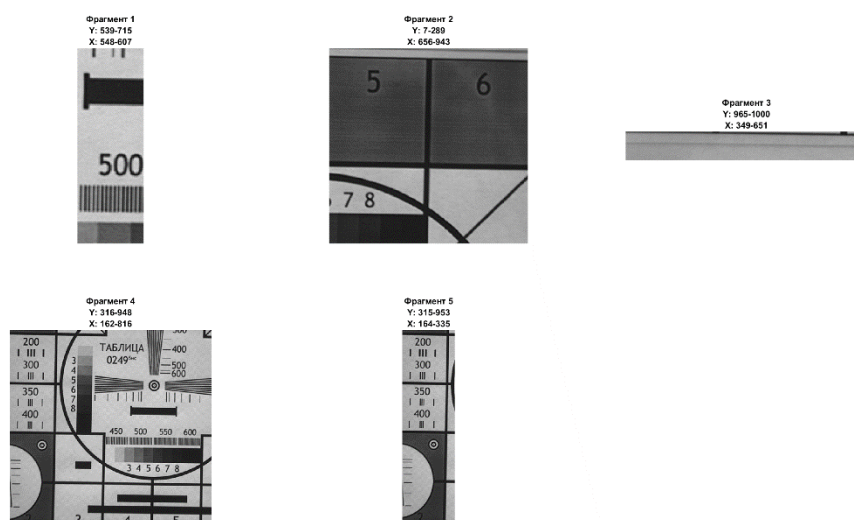 Фрагмент 1
Y: 539-715
X: 548-607
500
Фрагмент 2
Y: 7-289
X: 656-943
5 6
7 8
Фрагмент 3
Y: 965-1000
X: 349-651
Фрагмент 4
Y: 316-948
X: 162-816
200
300
350
400
3
4
5
6
7
8
ТАБЛИЦА
0249
400
500
600
450 500 550 600
3 4 5 6 7 8
Фрагмент 5
Y: 315-953
X: 164-335
200
300
350
400